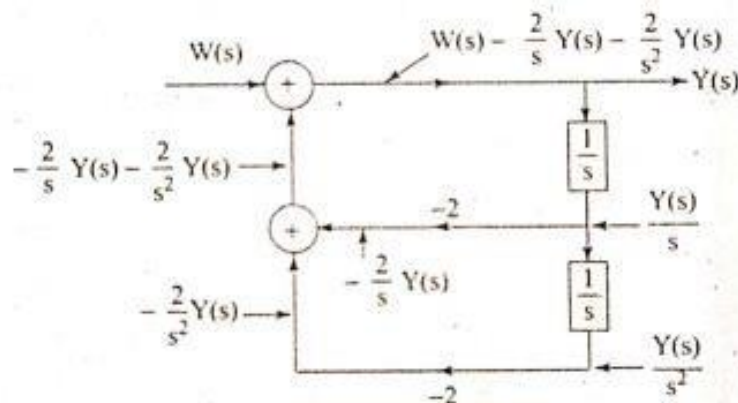 W(s)
W(s) − 2/s Y(s) − 2/s² Y(s)
+
Y(s)
1/s
− 2/s Y(s) − 2/s² Y(s)
−2
Y(s)/s
+
− 2/s Y(s)
1/s
− 2/s² Y(s)
Y(s)/s²
−2